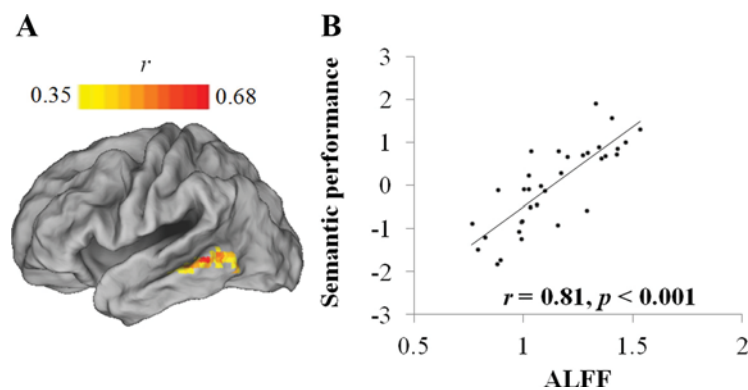 A
r
0.35 0.68
B
Semantic performance
3
2
1
0
-1
-2
-3
r = 0.81, p < 0.001
0.5 1 1.5 2
ALFF